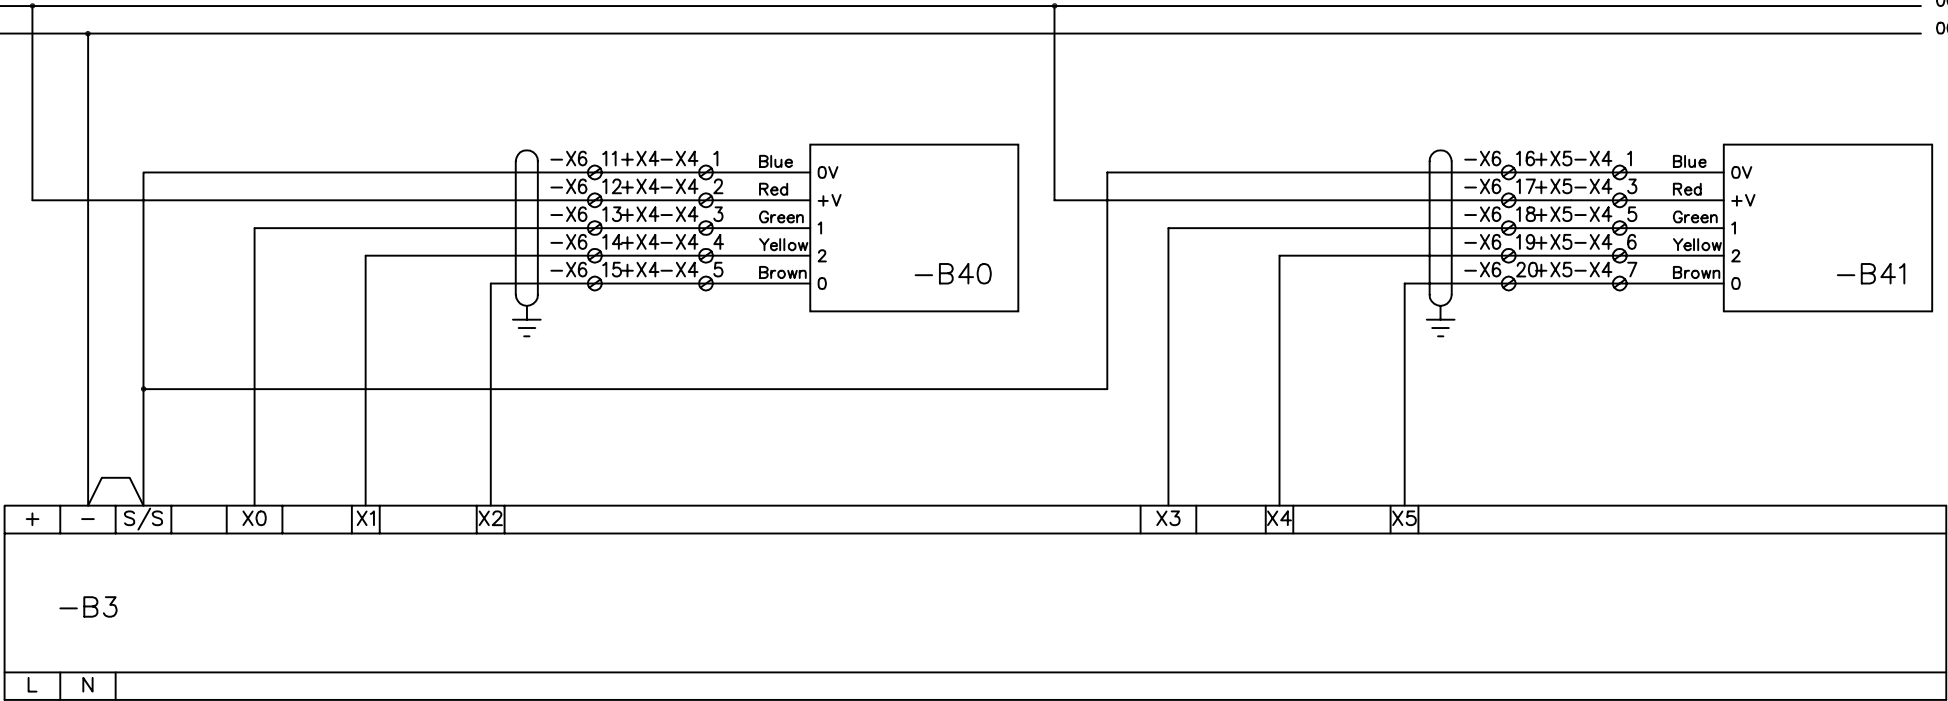 -X6 11+X4-X4 1 Blue 0V
-X6 12+X4-X4 2 Red +V
-X6 13+X4-X4 3 Green 1
-X6 14+X4-X4 4 Yellow 2
-X6 15+X4-X4 5 Brown 0
-B40
-X6 16+X5-X4 1 Blue 0V
-X6 17+X5-X4 3 Red +V
-X6 18+X5-X4 5 Green 1
-X6 19+X5-X4 6 Yellow 2
-X6 20+X5-X4 7 Brown 0
-B41
+ - S/S X0 X1 X2 X3 X4 X5
-B3
L N